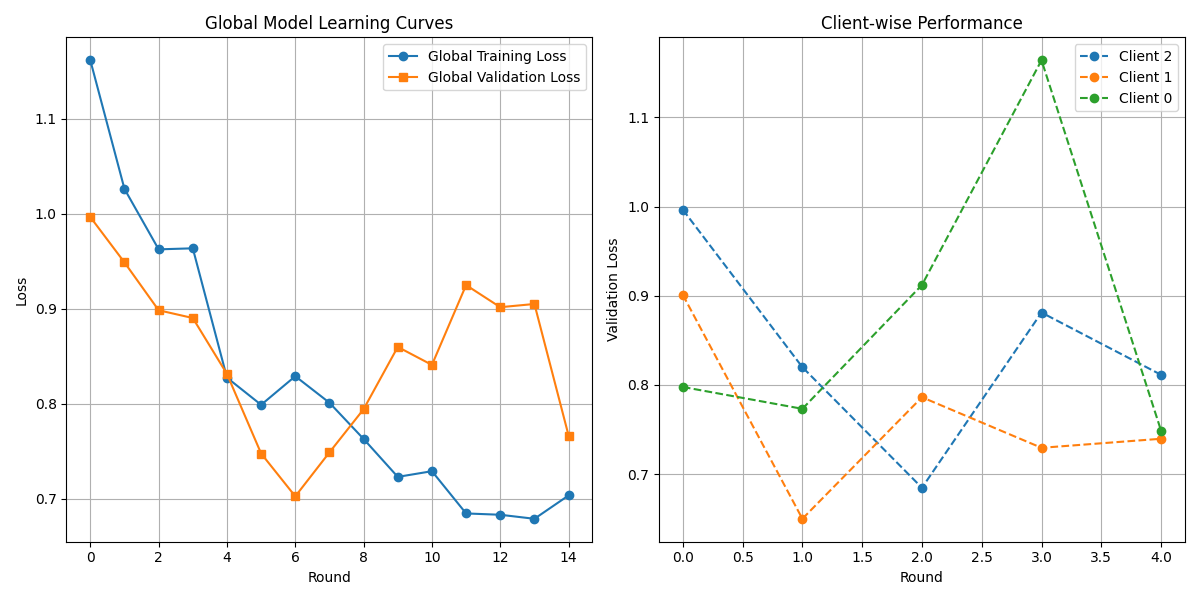 Global Model Learning Curves
Global Training Loss
Global Validation Loss
Loss
1.1
1.0
0.9
0.8
0.7
0 2 4 6 8 10 12 14
Round
Client-wise Performance
Client 2
Client 1
Client 0
Validation Loss
1.1
1.0
0.9
0.8
0.7
0.0 0.5 1.0 1.5 2.0 2.5 3.0 3.5 4.0
Round